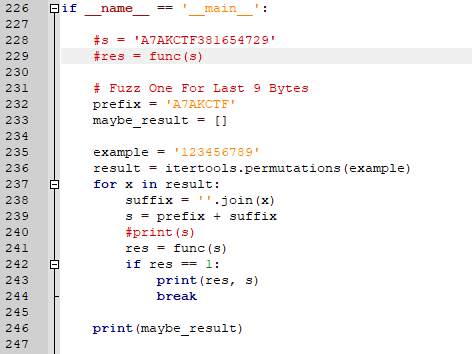 226 if __name__ == '__main__':
227
228 #s = 'A7AKCTF381654729'
229 #res = func(s)
230
231 # Fuzz One For Last 9 Bytes
232 prefix = 'A7AKCTF'
233 maybe_result = []
234
235 example = '123456789'
236 result = itertools.permutations(example)
237 for x in result:
238 suffix = ''.join(x)
239 s = prefix + suffix
240 #print(s)
241 res = func(s)
242 if res == 1:
243 print(res, s)
244 break
245
246 print(maybe_result)
247